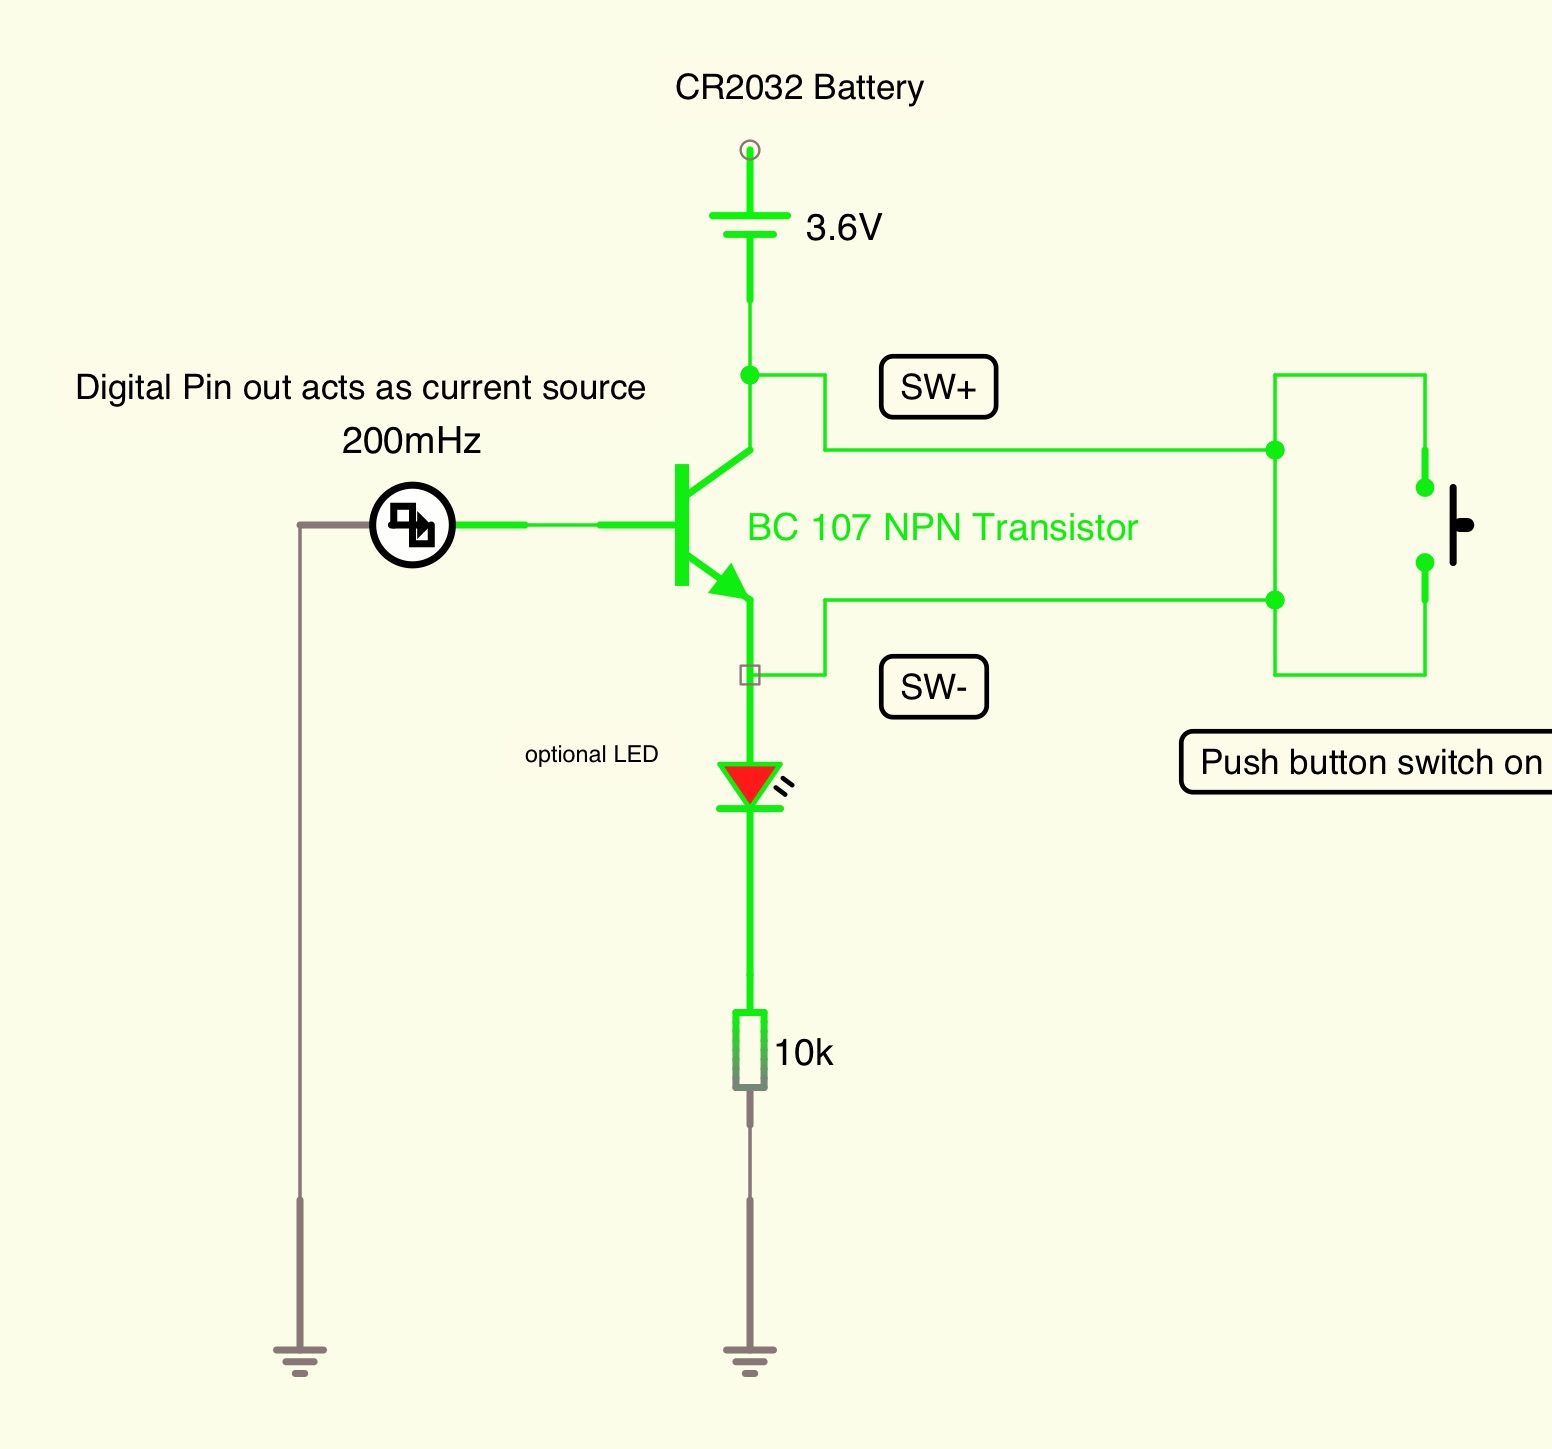 CR2032 Battery
3.6V
Digital Pin out acts as current source
200mHz
SW+
BC 107 NPN Transistor
SW-
optional LED
Push button switch on
10k